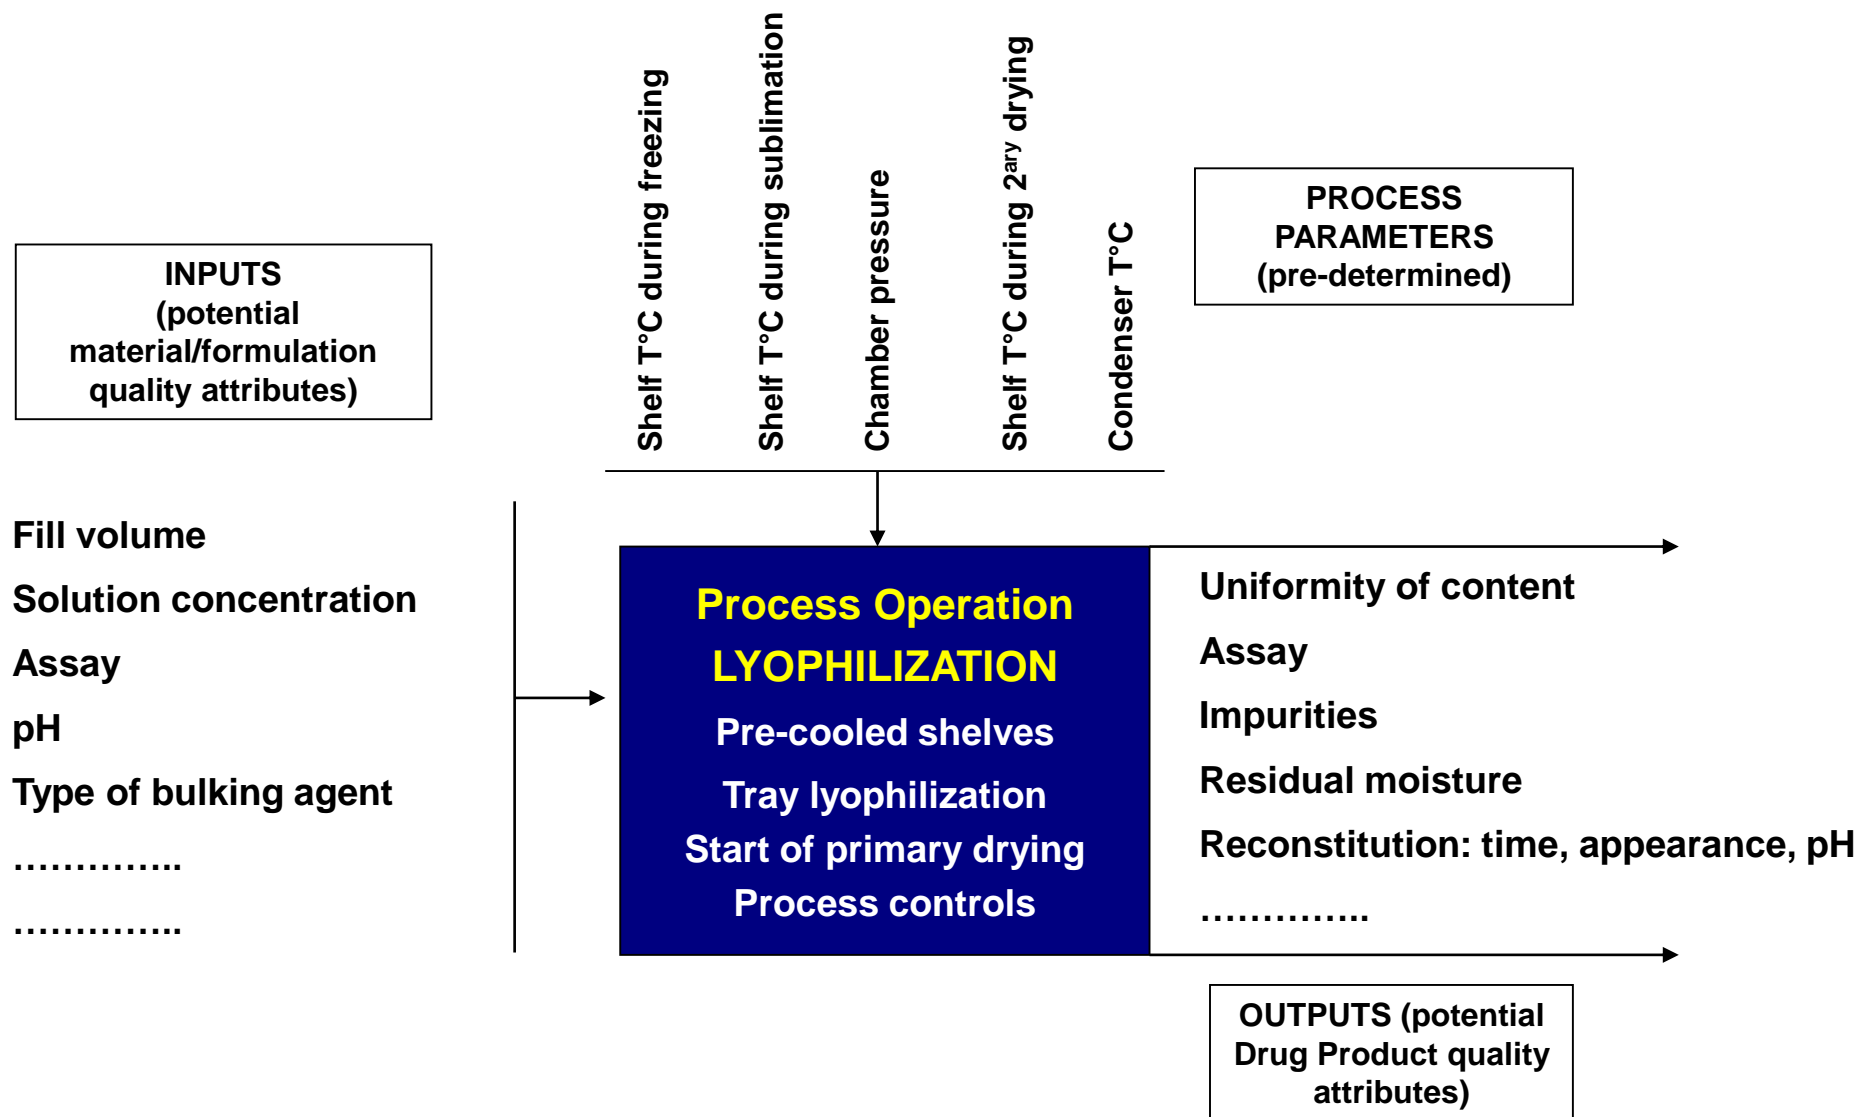 Shelf T°C during freezing
Shelf T°C during sublimation
Chamber pressure
Shelf T°C during 2ary drying
Condenser T°C
PROCESS
PARAMETERS
(pre-determined)
INPUTS
(potential
material/formulation
quality attributes)
Fill volume
Solution concentration
Assay
pH
Type of bulking agent
…………..
…………..
Process Operation
LYOPHILIZATION
Pre-cooled shelves
Tray lyophilization
Start of primary drying
Process controls
Uniformity of content
Assay
Impurities
Residual moisture
Reconstitution: time, appearance, pH
…………..
OUTPUTS (potential
Drug Product quality
attributes)